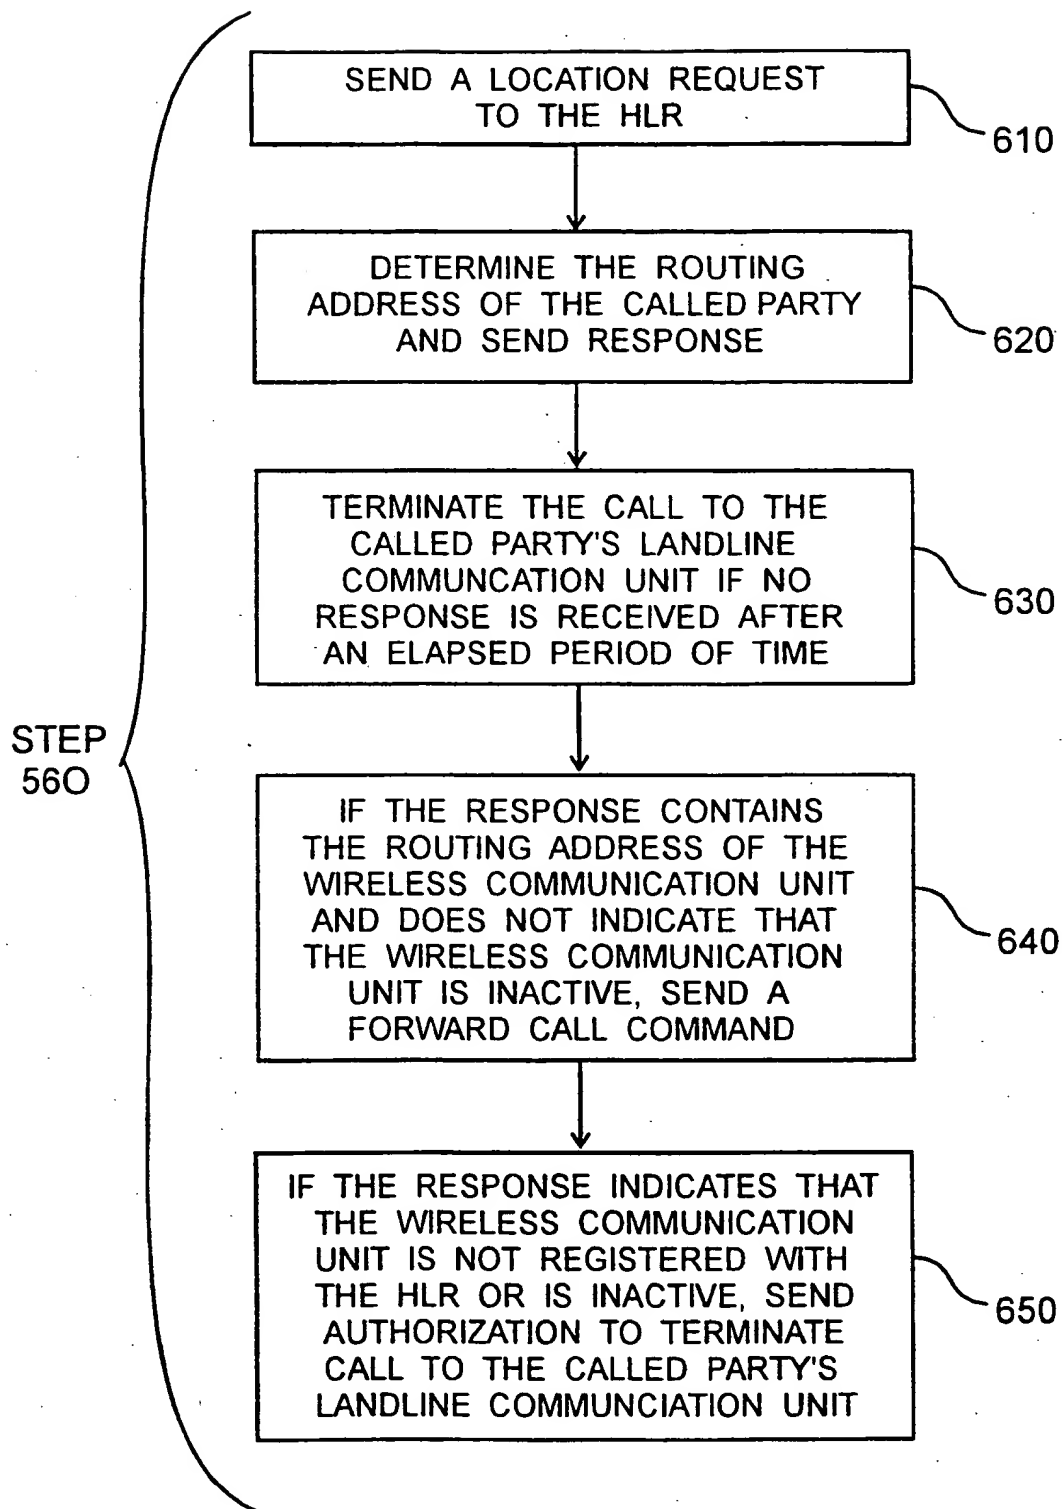 SEND A LOCATION REQUEST
TO THE HLR
610
DETERMINE THE ROUTING
ADDRESS OF THE CALLED PARTY
AND SEND RESPONSE
620
TERMINATE THE CALL TO THE
CALLED PARTY'S LANDLINE
COMMUNCATION UNIT IF NO
RESPONSE IS RECEIVED AFTER
AN ELAPSED PERIOD OF TIME
630
STEP
56O
IF THE RESPONSE CONTAINS
THE ROUTING ADDRESS OF THE
WIRELESS COMMUNICATION UNIT
AND DOES NOT INDICATE THAT
THE WIRELESS COMMUNICATION
UNIT IS INACTIVE, SEND A
FORWARD CALL COMMAND
640
IF THE RESPONSE INDICATES THAT
THE WIRELESS COMMUNICATION
UNIT IS NOT REGISTERED WITH
THE HLR OR IS INACTIVE, SEND
AUTHORIZATION TO TERMINATE
CALL TO THE CALLED PARTY'S
LANDLINE COMMUNCIATION UNIT
650